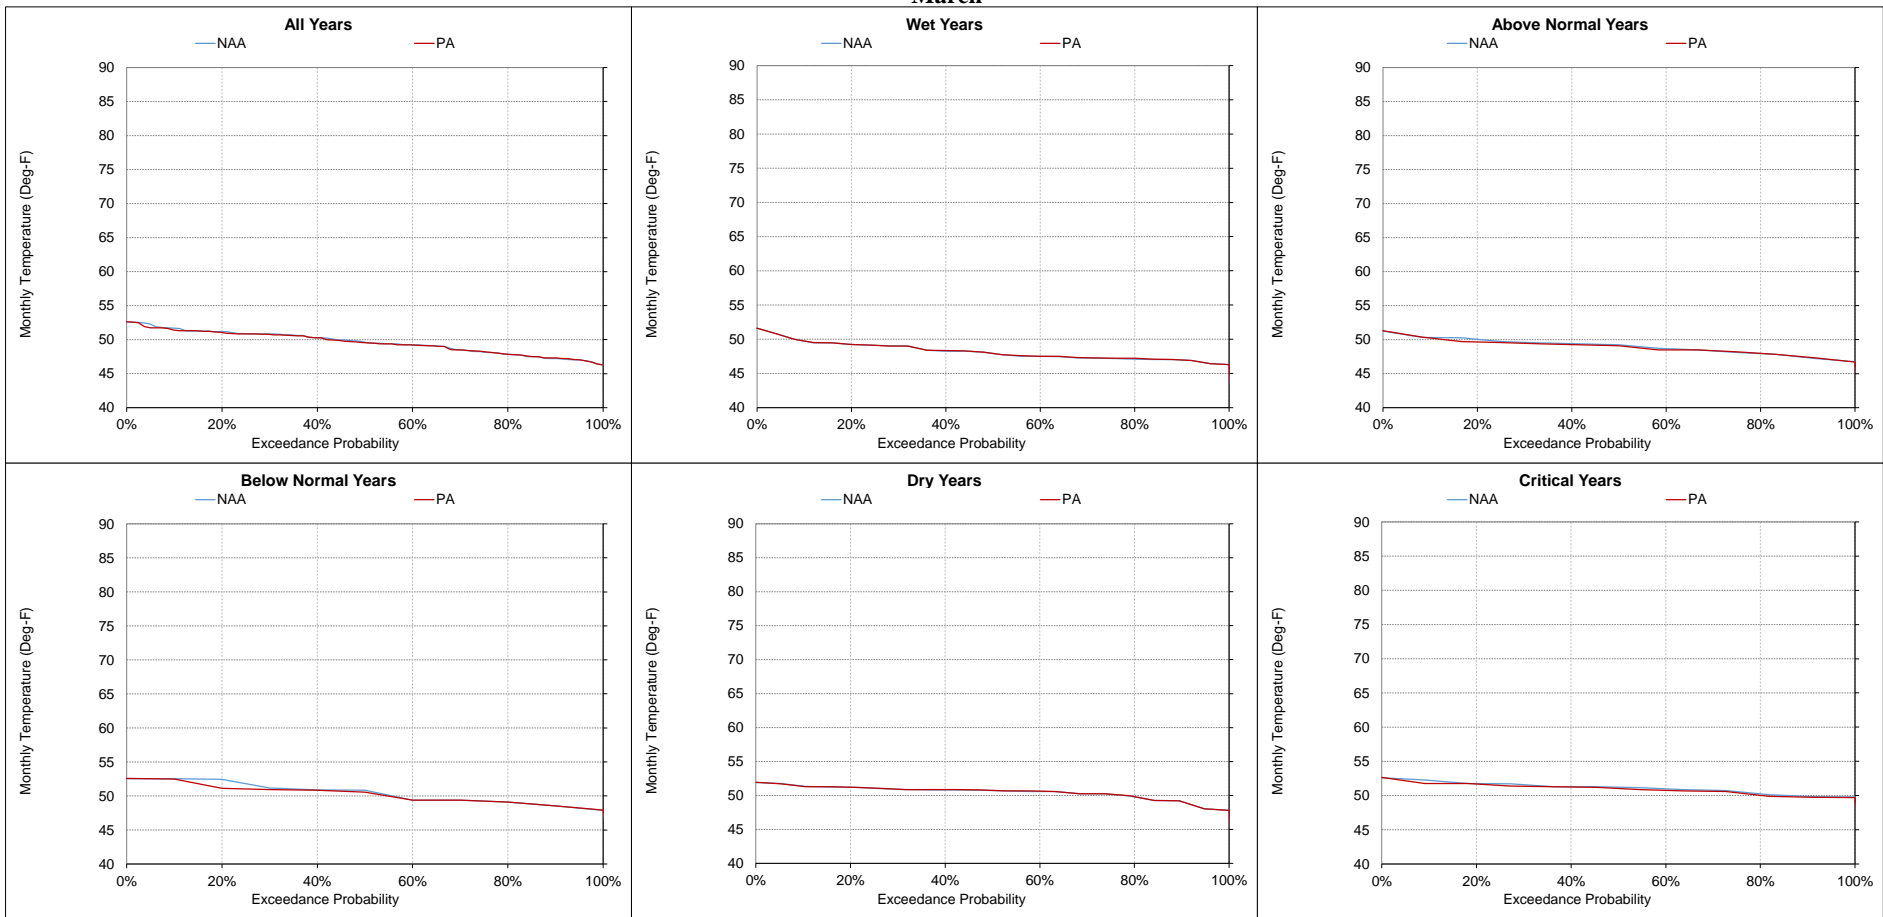 March
All Years
NAA PA
90
85
80
75
70
65
60
55
50
45
40
0% 20% 40% 60% 80% 100%
Monthly Temperature (Deg-F)
Exceedance Probability
Wet Years
NAA PA
90
85
80
75
70
65
60
55
50
45
40
0% 20% 40% 60% 80% 100%
Monthly Temperature (Deg-F)
Exceedance Probability
Above Normal Years
NAA PA
90
85
80
75
70
65
60
55
50
45
40
0% 20% 40% 60% 80% 100%
Monthly Temperature (Deg-F)
Exceedance Probability
Below Normal Years
NAA PA
90
85
80
75
70
65
60
55
50
45
40
0% 20% 40% 60% 80% 100%
Monthly Temperature (Deg-F)
Exceedance Probability
Dry Years
NAA PA
90
85
80
75
70
65
60
55
50
45
40
0% 20% 40% 60% 80% 100%
Monthly Temperature (Deg-F)
Exceedance Probability
Critical Years
NAA PA
90
85
80
75
70
65
60
55
50
45
40
0% 20% 40% 60% 80% 100%
Monthly Temperature (Deg-F)
Exceedance Probability